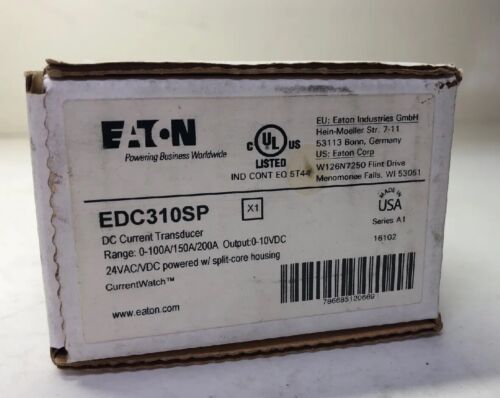 EATON
Powering Business Worldwide
C UL US
LISTED
IND CONT EQ 5T44
EU: Eaton Industries GmbH
Hein-Moeller Str. 7-11
53113 Bonn, Germany
US: Eaton Corp
W126N7250 Flint Drive
Menomonee Falls, WI 53051
EDC310SP
X1
MADE IN
USA
Series A1
16102
DC Current Transducer
Range: 0-100A/150A/200A Output:0-10VDC
24VAC/VDC powered w/ split-core housing
CurrentWatch™
www.eaton.com
786685120669